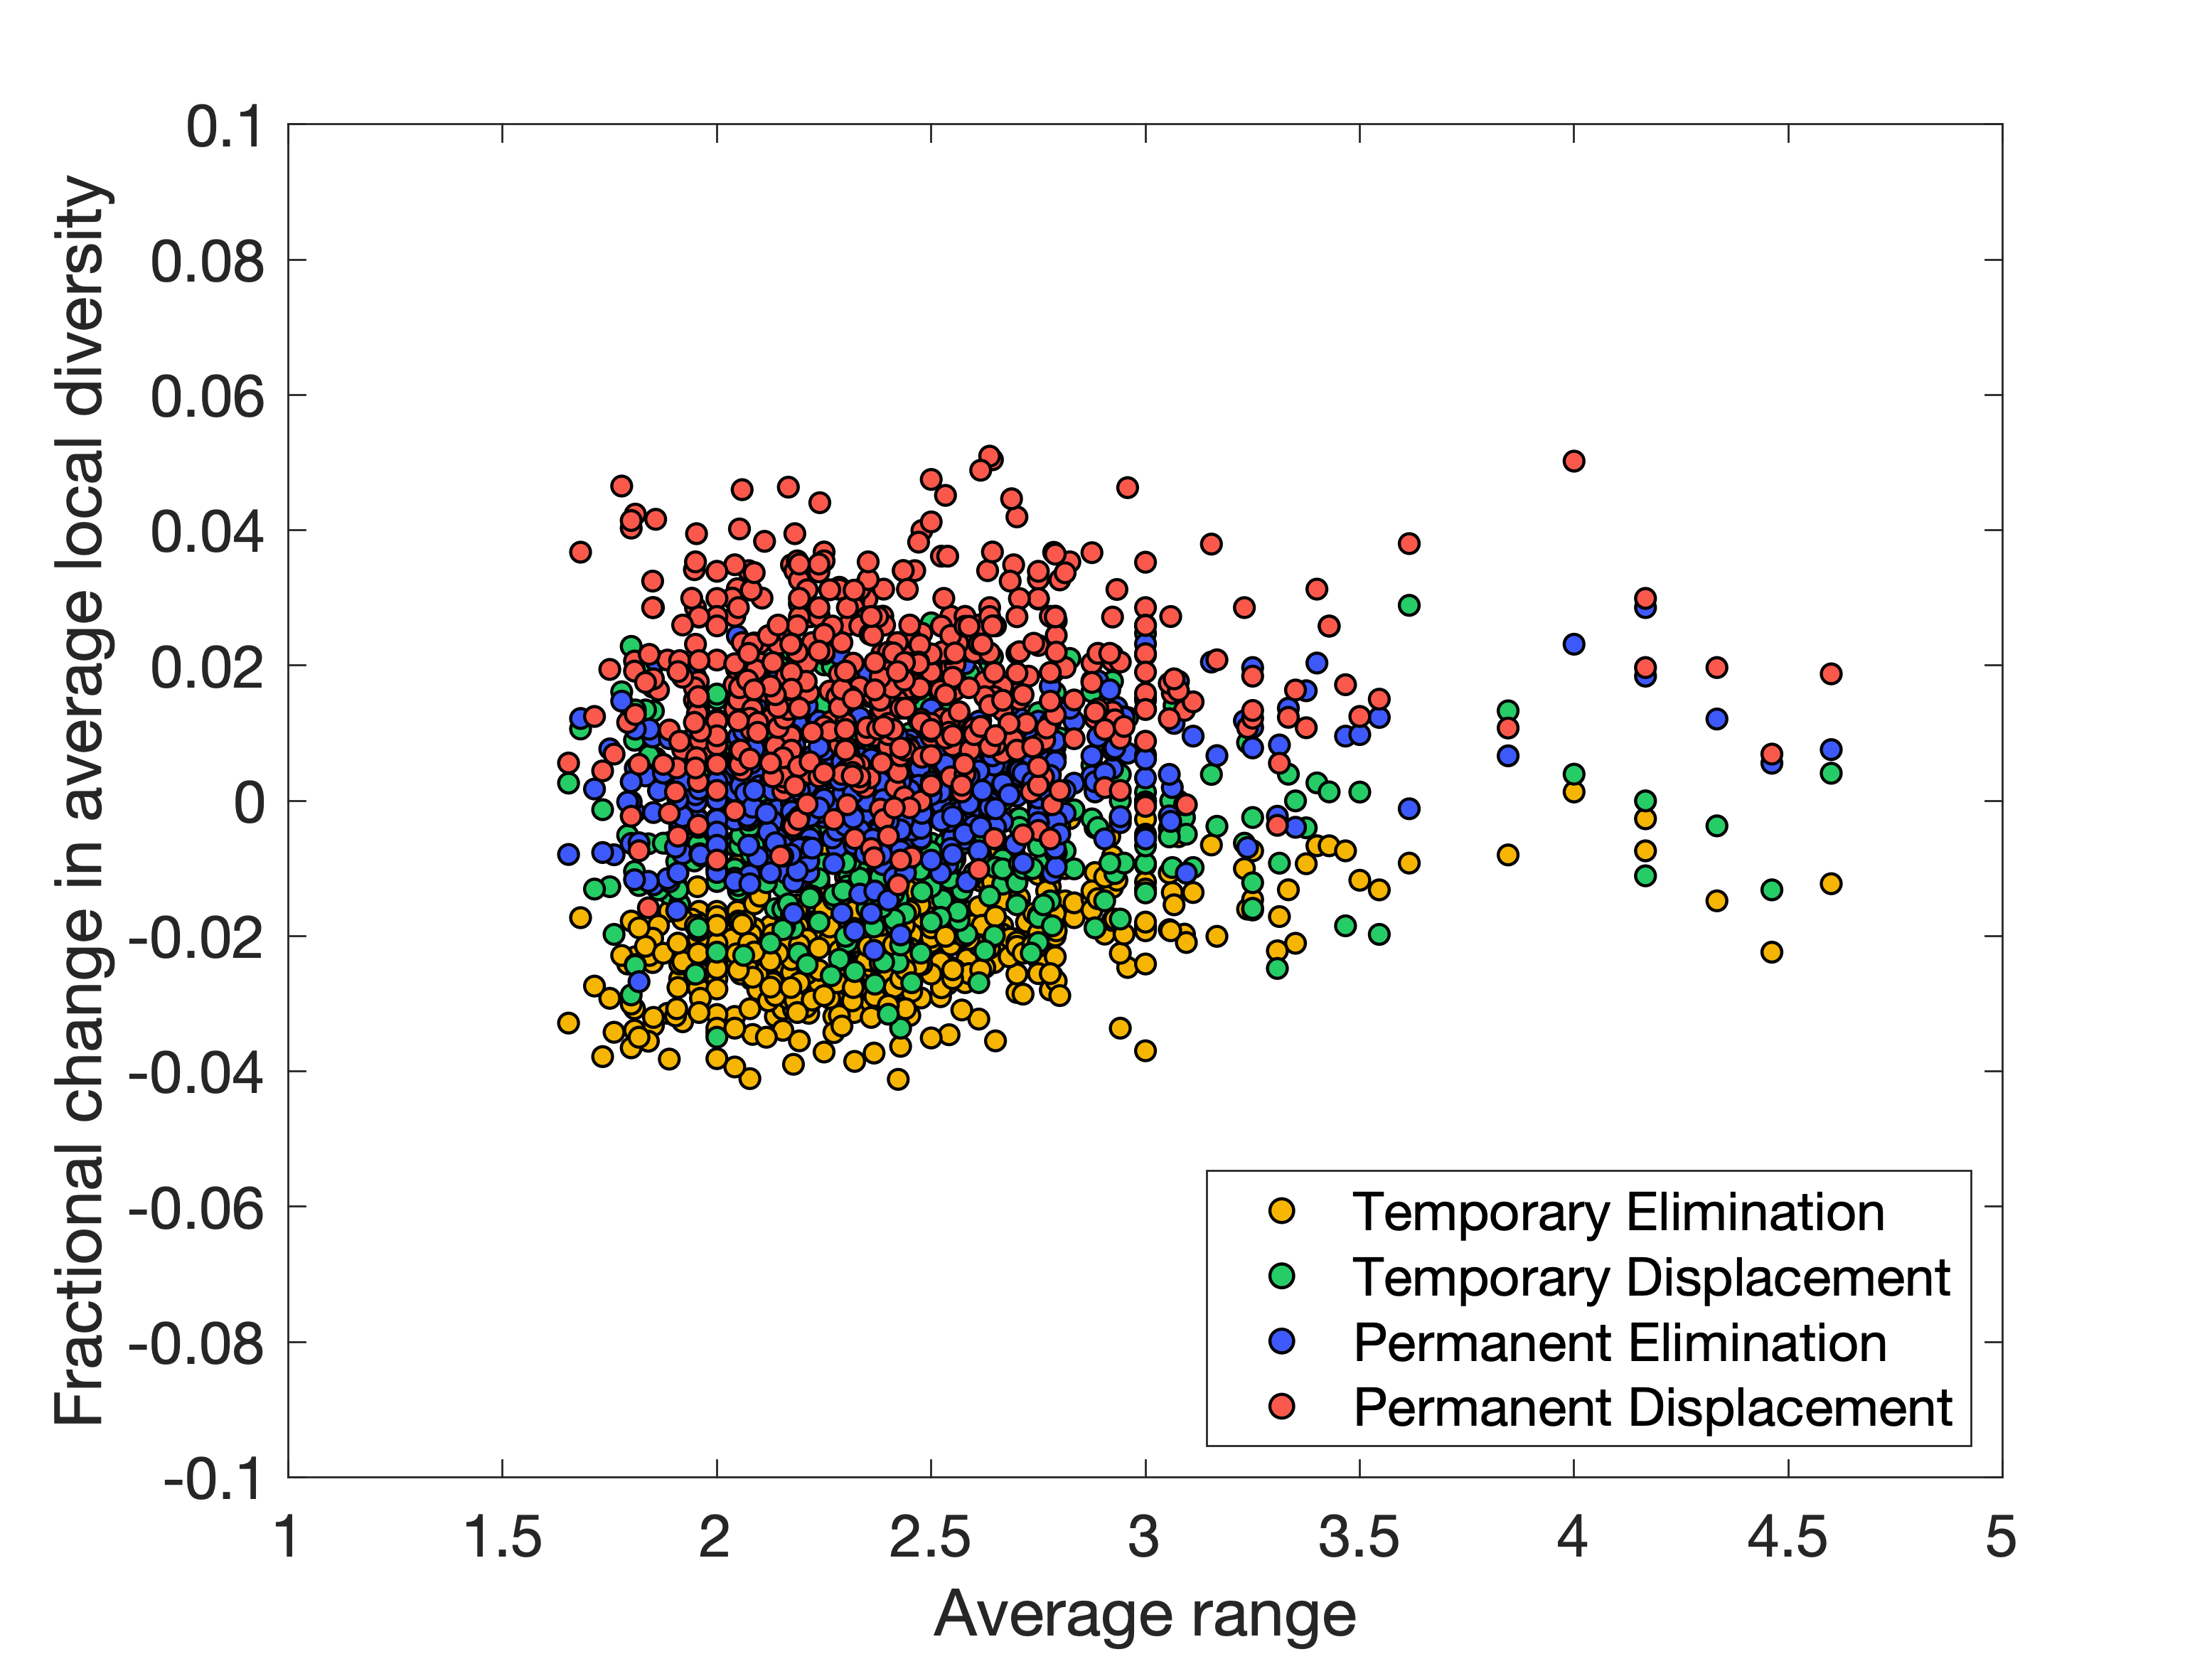 Fractional change in average local diversity
0.1
0.08
0.06
0.04
0.02
0
-0.02
-0.04
-0.06
-0.08
-0.1
Temporary Elimination
Temporary Displacement
Permanent Elimination
Permanent Displacement
1 1.5 2 2.5 3 3.5 4 4.5 5
Average range